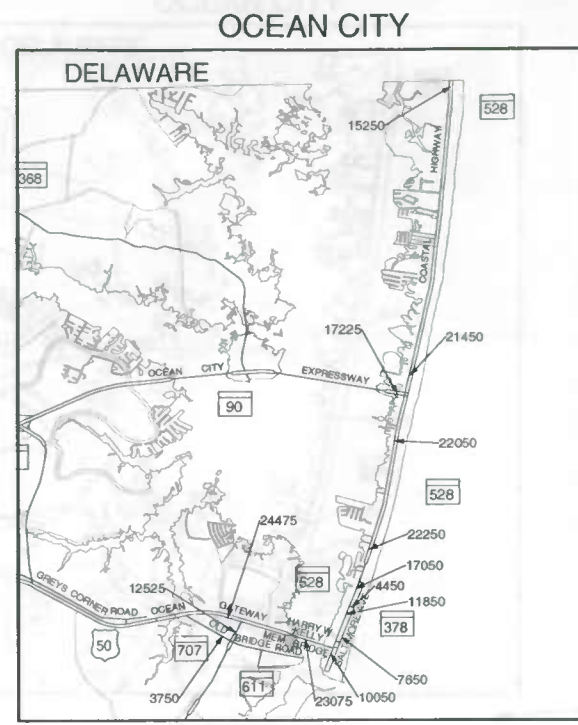 OCEAN CITY
DELAWARE
15250
528
368
COASTAL HIGHWAY
17225
21450
OCEAN CITY EXPRESSWAY
90
22050
528
24475
22250
528
17050
12525
4450
GREYS CORNER ROAD
OCEAN GATEWAY
11850
HARRY W KELLY MEM BRIDGE
378
OLD BRIDGE ROAD
50
707
7650
3750
611
23075
10050